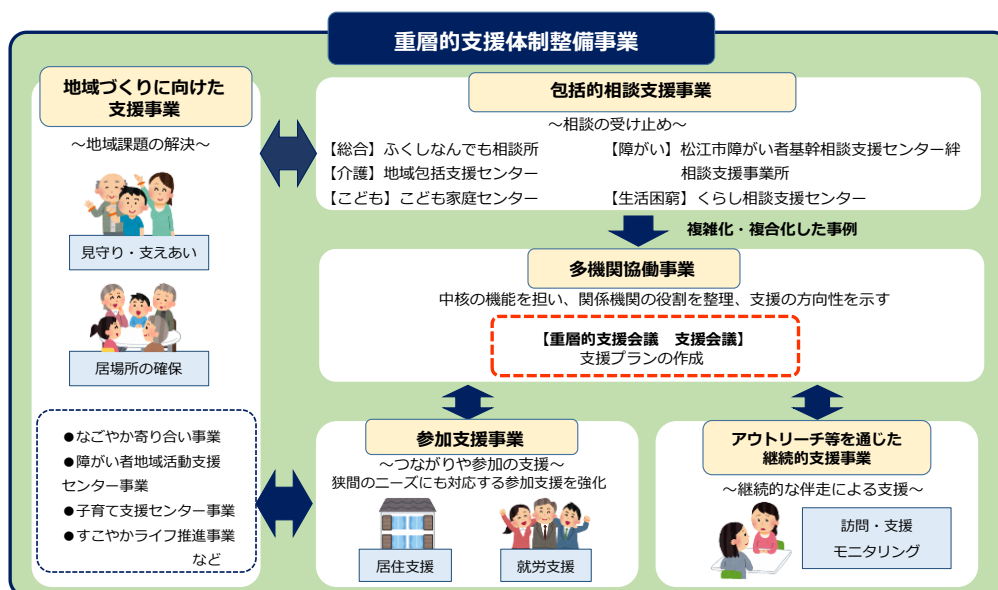 重層的支援体制整備事業
地域づくりに向けた
支援事業
～地域課題の解決～
見守り・支えあい
居場所の確保
●なごやか寄り合い事業
●障がい者地域活動支援
センター事業
●子育て支援センター事業
●すこやかライフ推進事業
など
包括的相談支援事業
～相談の受け止め～
【総合】ふくしなんでも相談所
【介護】地域包括支援センター
【こども】こども家庭センター
【障がい】松江市障がい者基幹相談支援センター絆
相談支援事業所
【生活困窮】くらし相談支援センター
複雑化・複合化した事例
多機関協働事業
中核の機能を担い、関係機関の役割を整理、支援の方向性を示す
【重層的支援会議　支援会議】
支援プランの作成
参加支援事業
～つながりや参加の支援～
狭間のニーズにも対応する参加支援を強化
居住支援
就労支援
アウトリーチ等を通じた
継続的支援事業
～継続的な伴走による支援～
訪問・支援
モニタリング